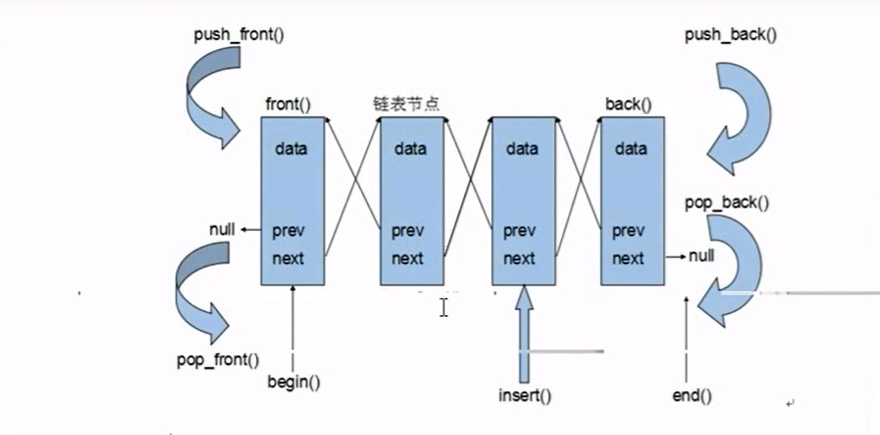 push_front()
push_back()
front()
链表节点
back()
data
data
data
data
pop_back()
null
prev
prev
prev
prev
next
next
next
next
null
pop_front()
begin()
insert()
end()